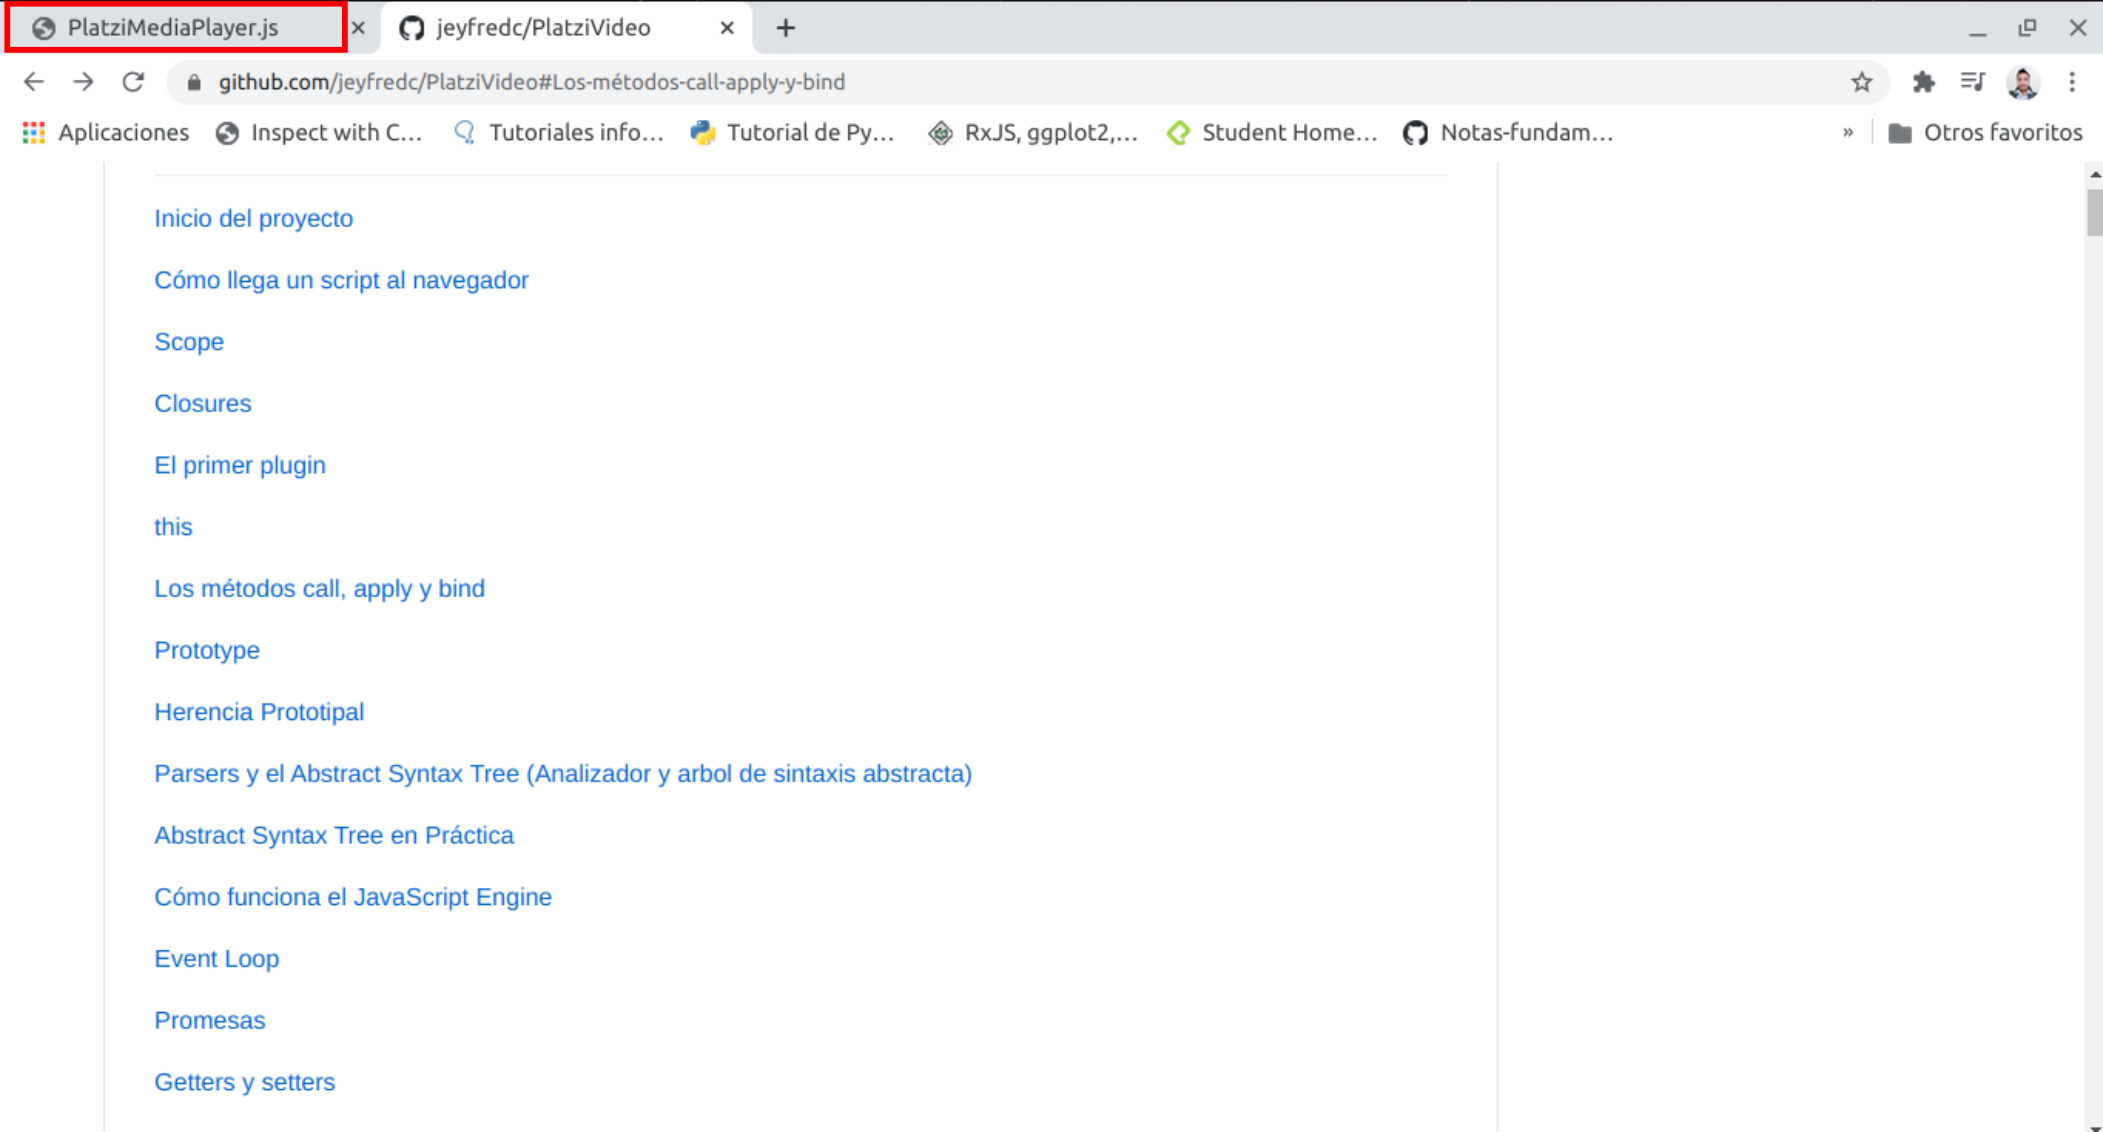 PlatziMediaPlayer.js
jeyfredc/PlatziVideo
github.com/jeyfredc/PlatziVideo#Los-métodos-call-apply-y-bind
Aplicaciones Inspect with C... Tutoriales info... Tutorial de Py... RxJS, ggplot2,... Student Home... Notas-fundam... » Otros favoritos
Inicio del proyecto
Cómo llega un script al navegador
Scope
Closures
El primer plugin
this
Los métodos call, apply y bind
Prototype
Herencia Prototipal
Parsers y el Abstract Syntax Tree (Analizador y arbol de sintaxis abstracta)
Abstract Syntax Tree en Práctica
Cómo funciona el JavaScript Engine
Event Loop
Promesas
Getters y setters